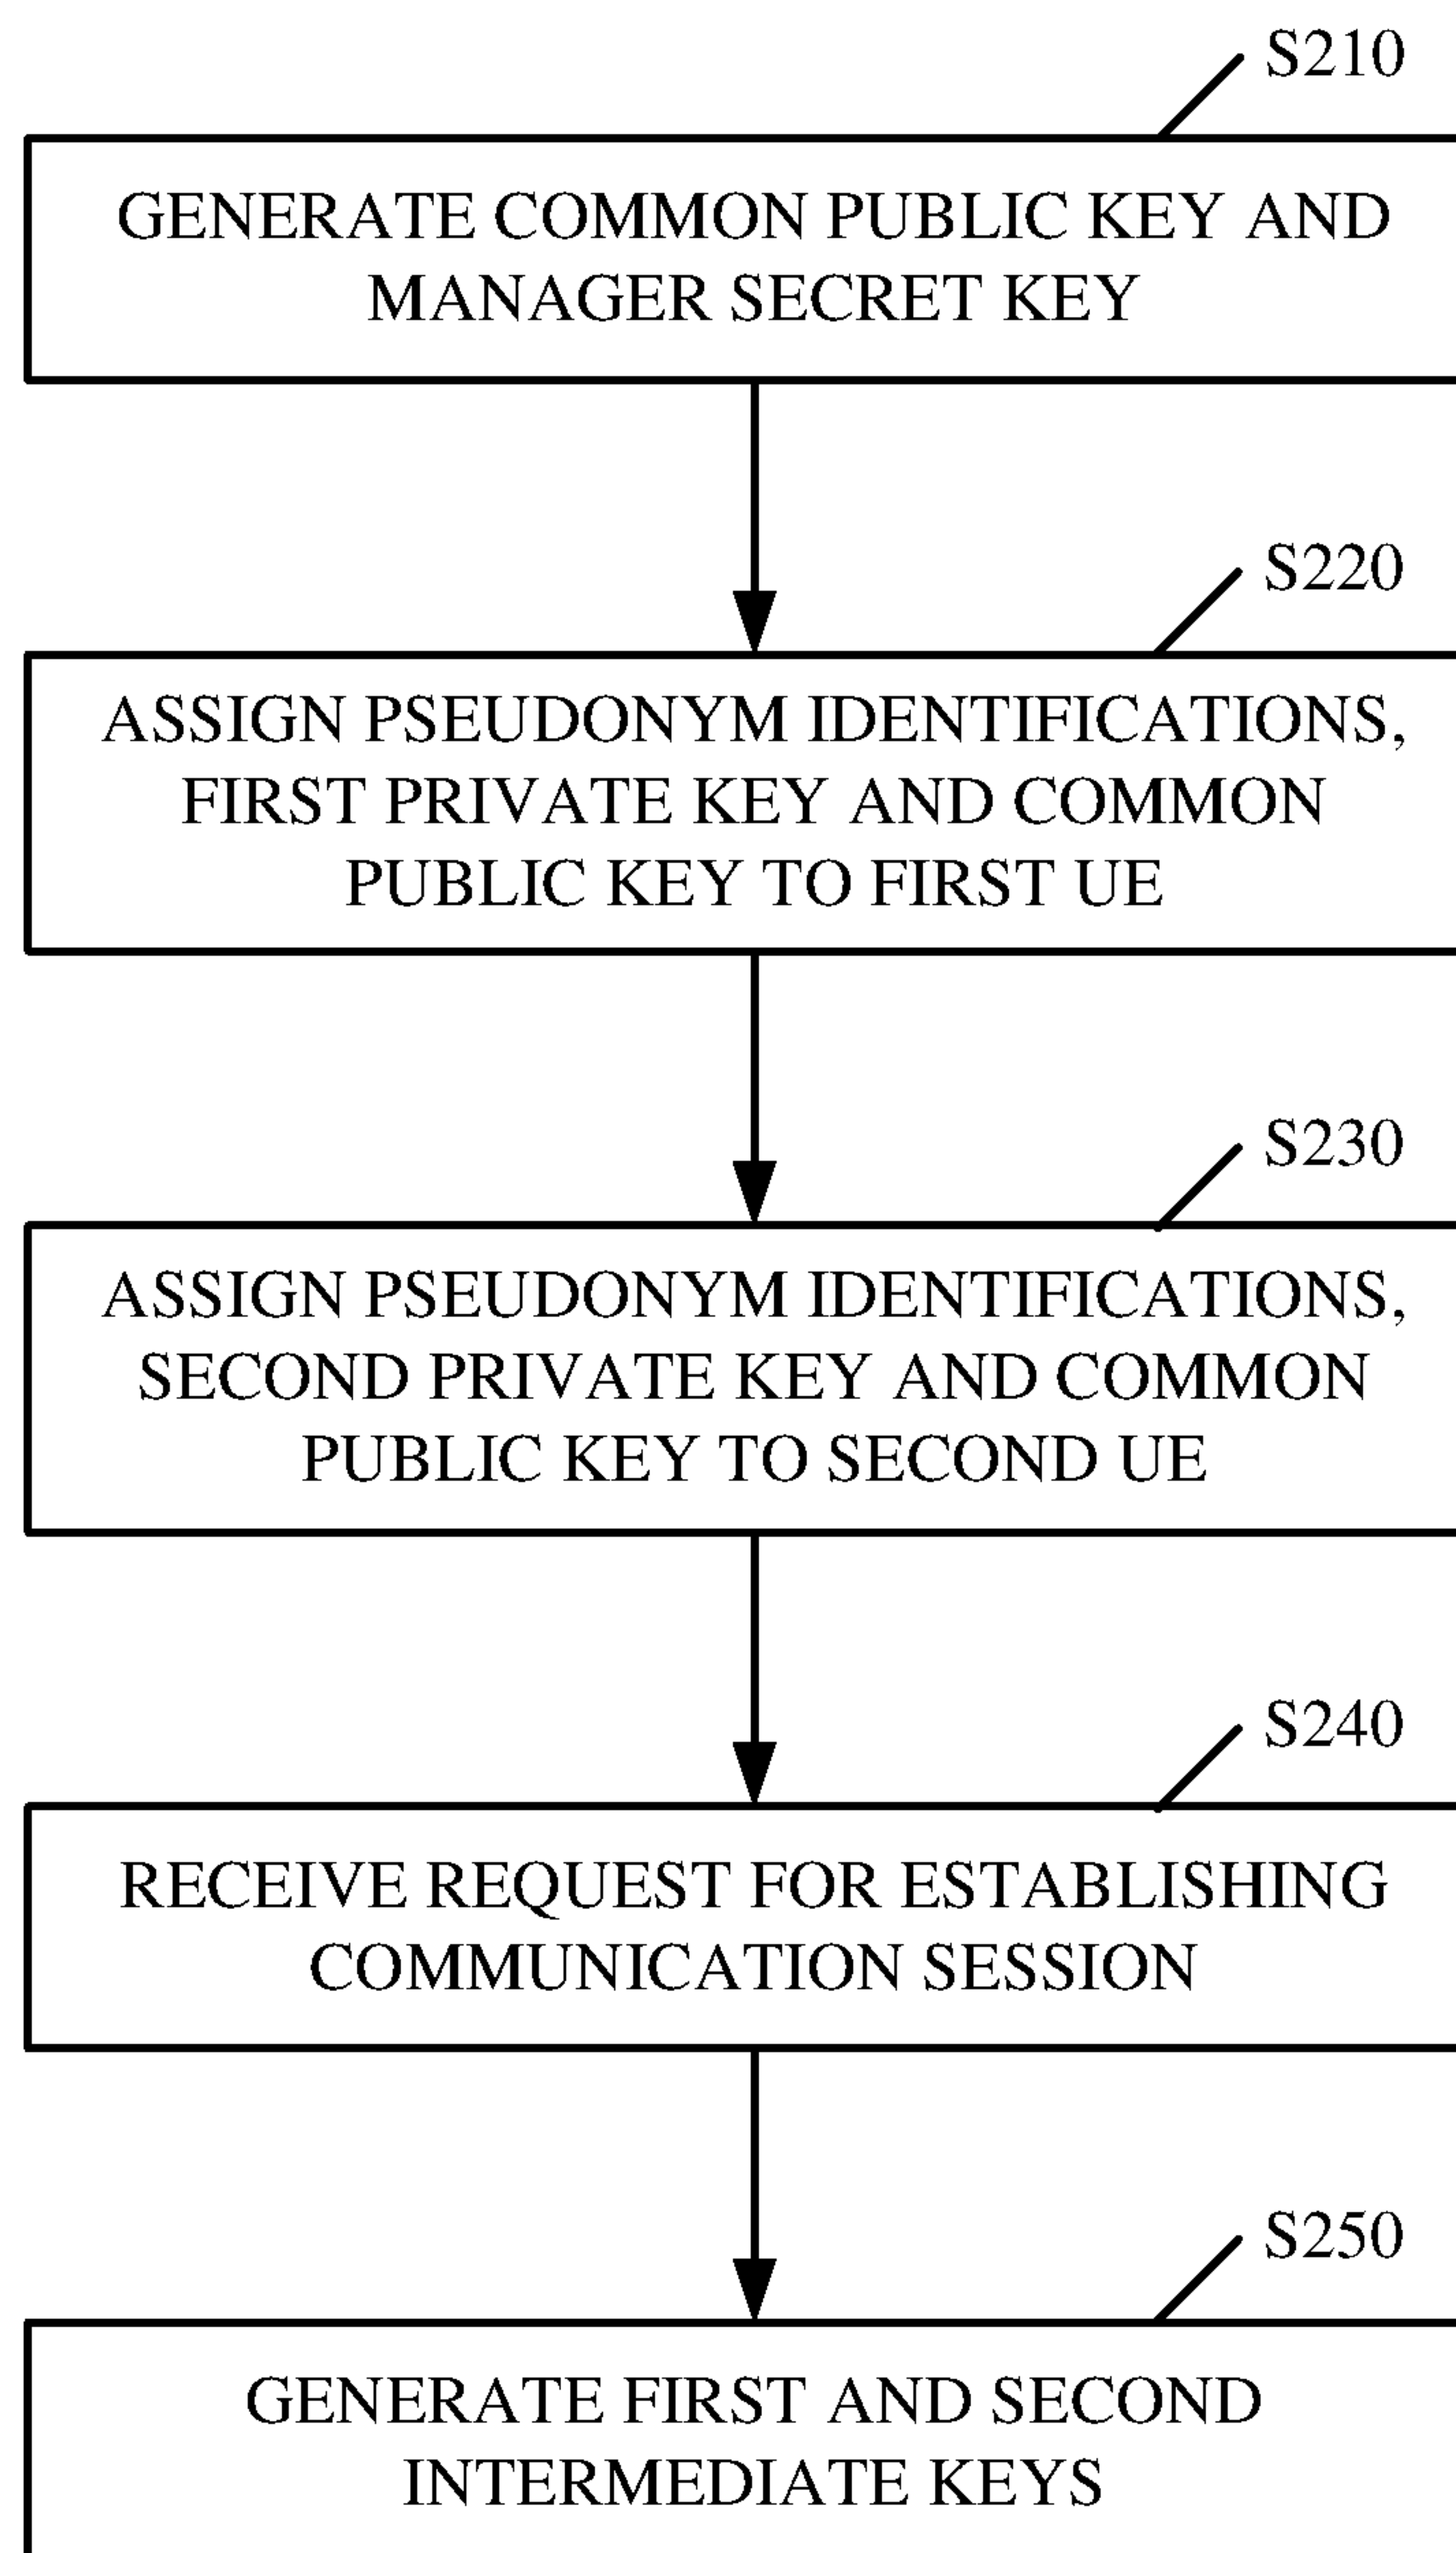 S210
GENERATE COMMON PUBLIC KEY AND
MANAGER SECRET KEY
S220
ASSIGN PSEUDONYM IDENTIFICATIONS,
FIRST PRIVATE KEY AND COMMON
PUBLIC KEY TO FIRST UE
S230
ASSIGN PSEUDONYM IDENTIFICATIONS,
SECOND PRIVATE KEY AND COMMON
PUBLIC KEY TO SECOND UE
S240
RECEIVE REQUEST FOR ESTABLISHING
COMMUNICATION SESSION
S250
GENERATE FIRST AND SECOND
INTERMEDIATE KEYS